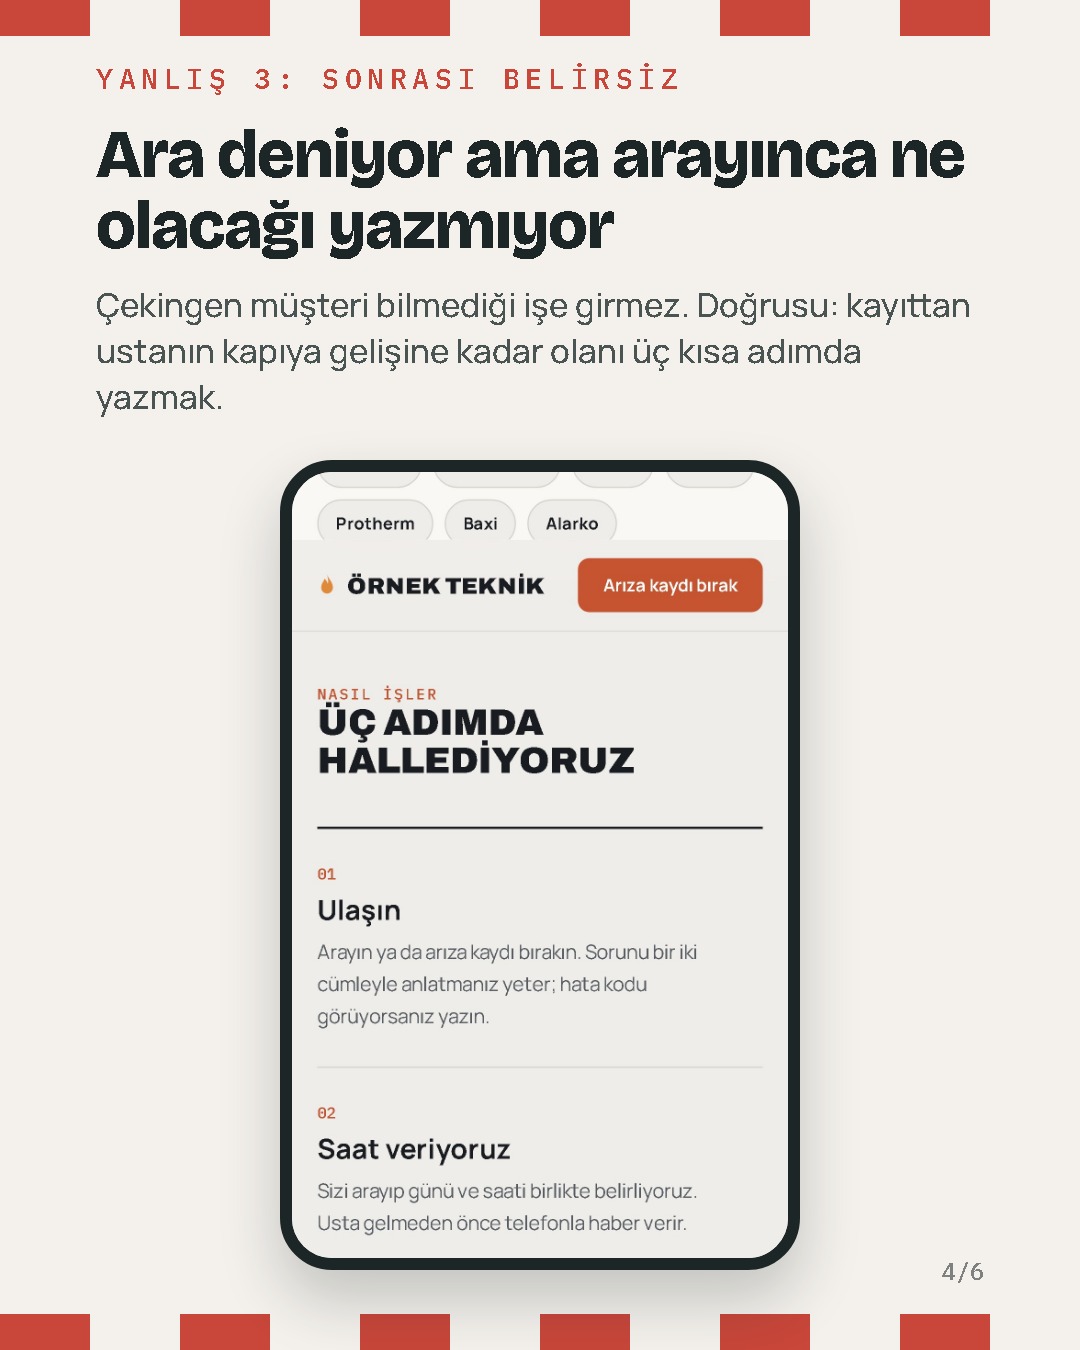 YANLIŞ 3: SONRASI BELİRSİZ
Ara deniyor ama arayınca ne
olacağı yazmıyor
Çekingen müşteri bilmediği işe girmez. Doğrusu: kayıttan
ustanın kapıya gelişine kadar olanı üç kısa adımda
yazmak.
Protherm Baxi Alarko
ÖRNEK TEKNİK Arıza kaydı bırak
NASIL İŞLER
ÜÇ ADIMDA
HALLEDİYORUZ
01
Ulaşın
Arayın ya da arıza kaydı bırakın. Sorunu bir iki
cümleyle anlatmanız yeter; hata kodu
görüyorsanız yazın.
02
Saat veriyoruz
Sizi arayıp günü ve saati birlikte belirliyoruz.
Usta gelmeden önce telefonla haber verir.
4/6